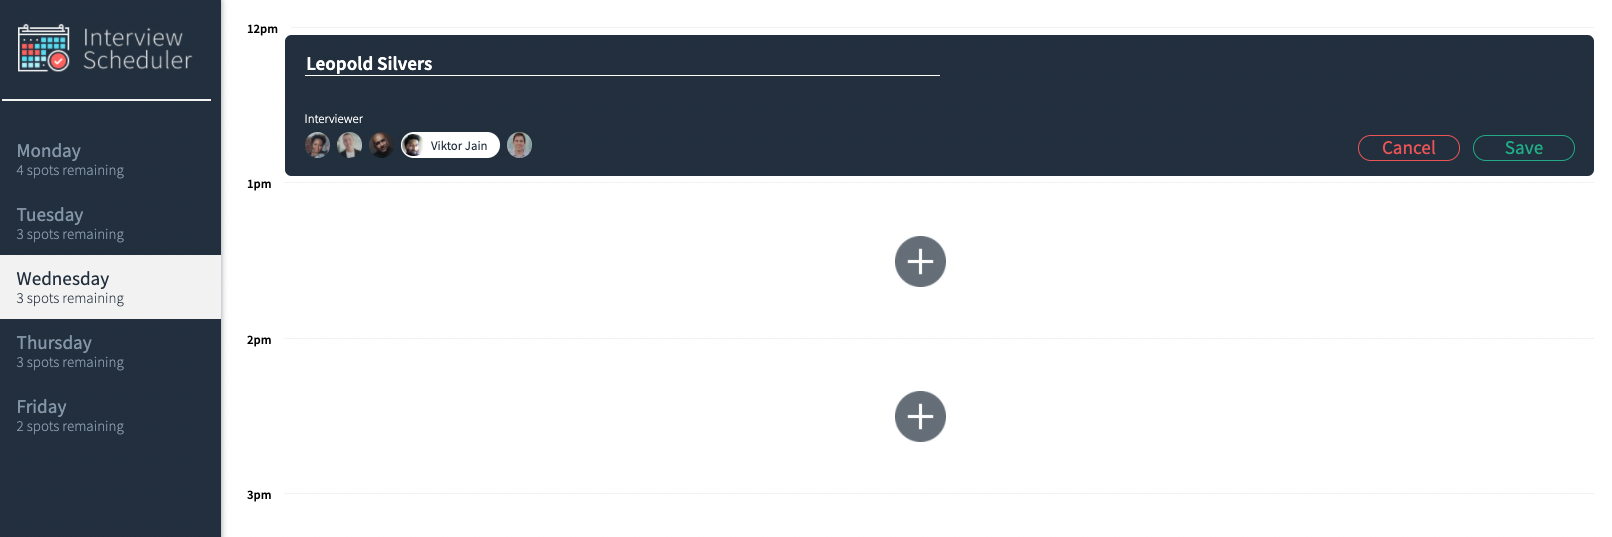 Interview
Scheduler
Monday
4 spots remaining
Tuesday
3 spots remaining
Wednesday
3 spots remaining
Thursday
3 spots remaining
Friday
2 spots remaining
12pm
Leopold Silvers
Interviewer
Viktor Jain
Cancel
Save
1pm
2pm
3pm